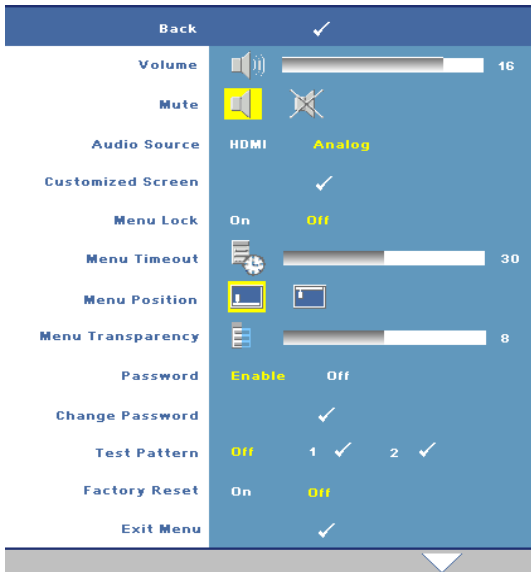 Back
Volume 16
Mute
Audio Source HDMI Analog
Customized Screen
Menu Lock On Off
Menu Timeout 30
Menu Position
Menu Transparency 8
Password Enable Off
Change Password
Test Pattern Off 1 2
Factory Reset On Off
Exit Menu